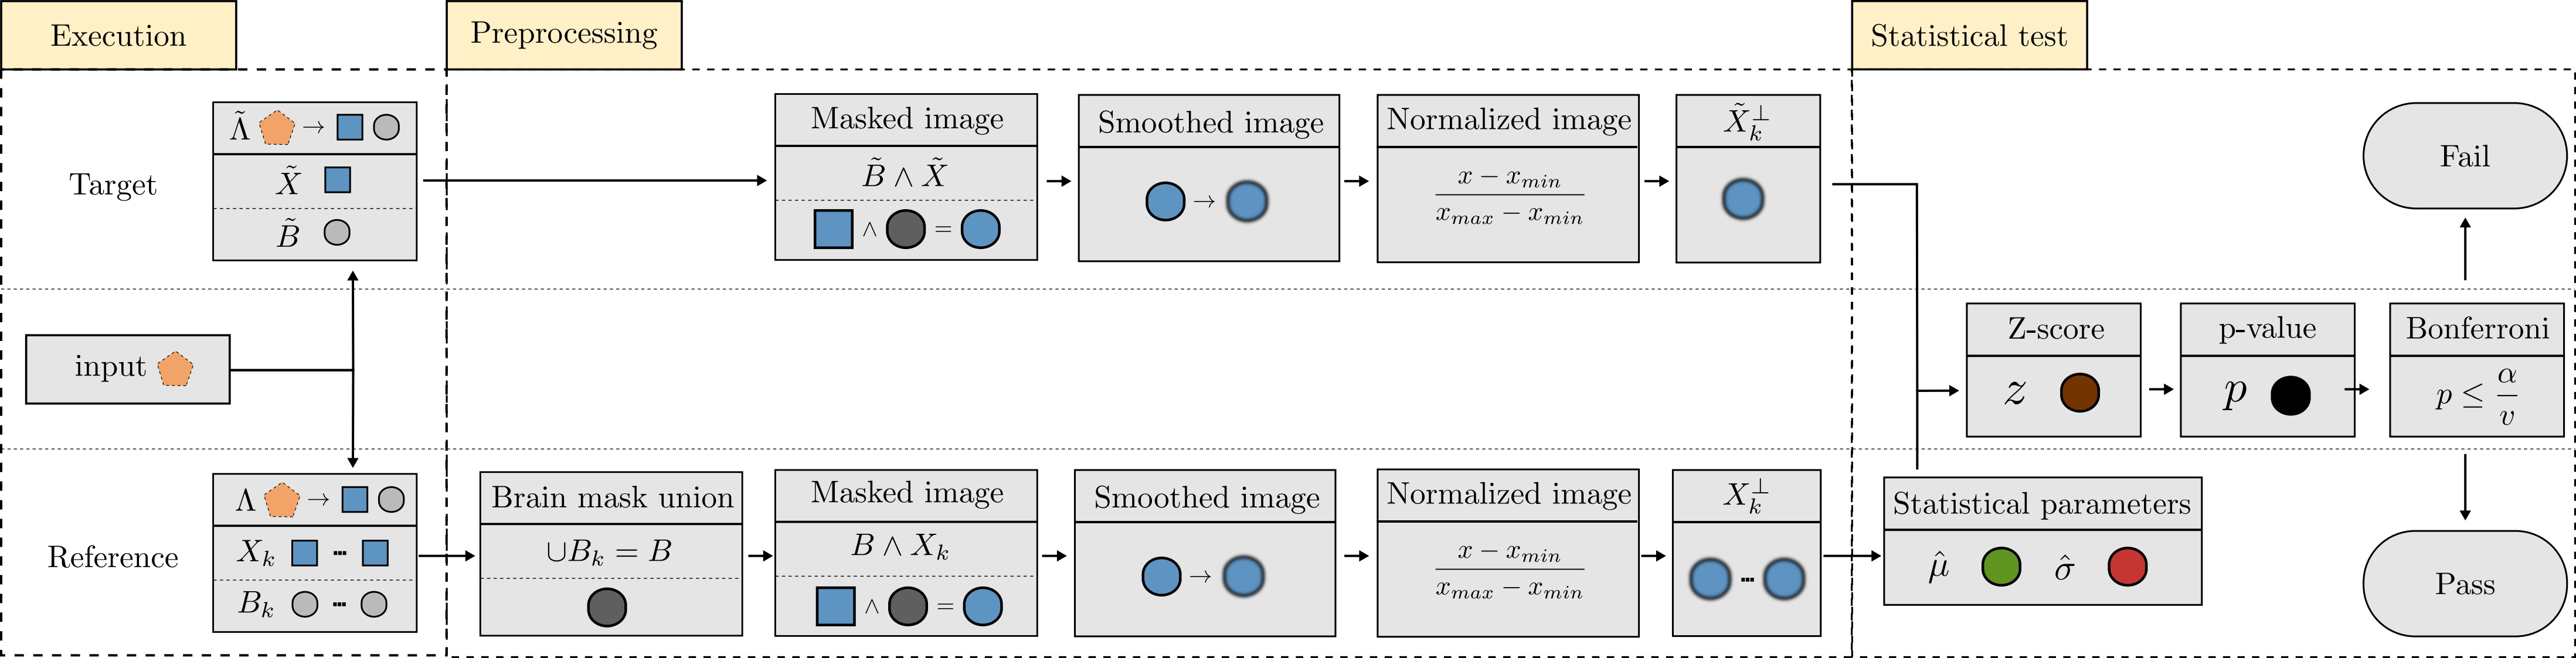 Execution
Preprocessing
Statistical test
Target
Λ̃ → 
X̃
B̃
Masked image
B̃ ∧ X̃
∧ =
Smoothed image
→
Normalized image
x − x_min
x_max − x_min
X̃_k^⊥
Fail
input
Z-score
z
p-value
p
Bonferroni
p ≤ α/v
Reference
Λ →
X_k ...
B_k ...
Brain mask union
∪B_k = B
Masked image
B ∧ X_k
∧ =
Smoothed image
→
Normalized image
x − x_min
x_max − x_min
X_k^⊥
...
Statistical parameters
μ̂ σ̂
Pass